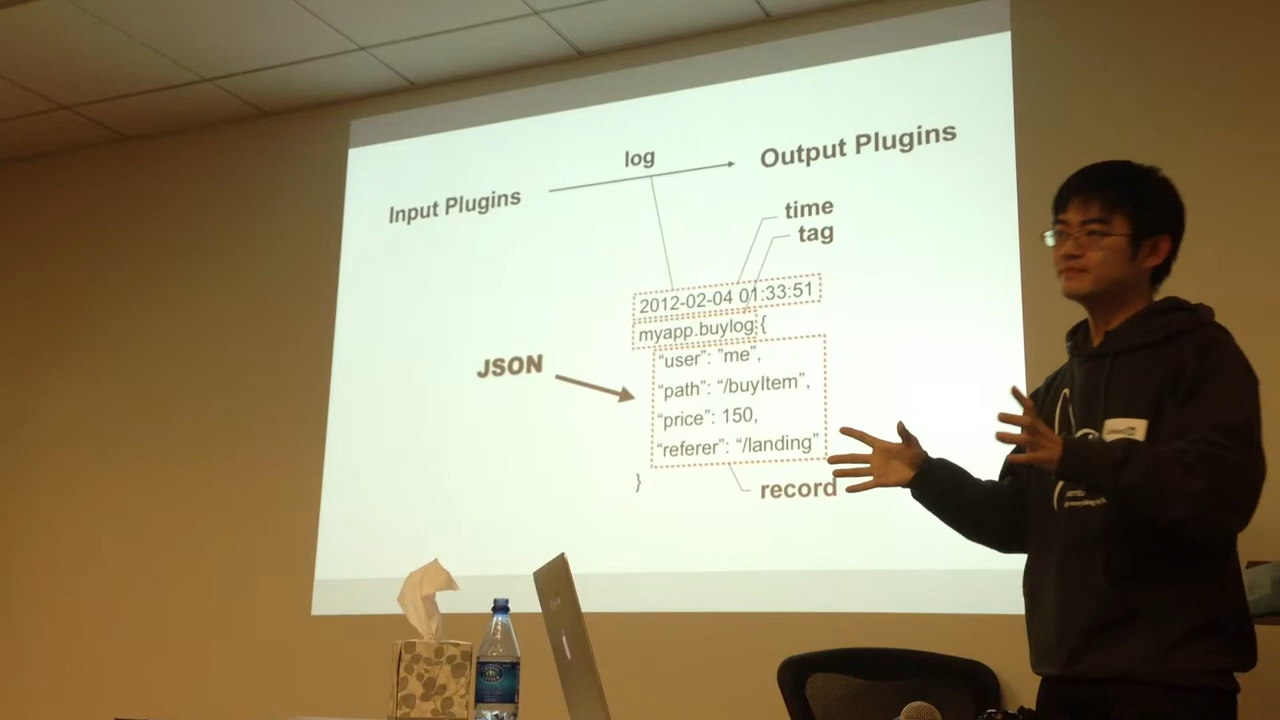 log
Output Plugins
Input Plugins
time
tag
2012-02-04 01:33:51
myapp.buylog {
JSON
“user”: ”me”,
“path”: “/buyItem”,
“price”: 150,
“referer”: “/landing”
}
record